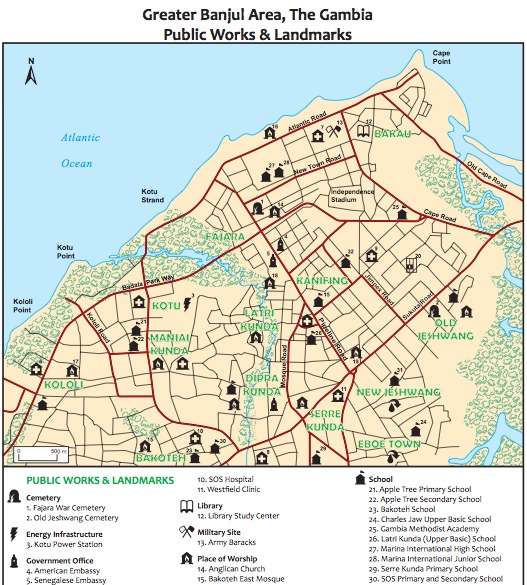 Greater Banjul Area, The Gambia
Public Works & Landmarks
Cape
Point
N
Atlantic
Ocean
16
Atlantic Road
7
13
12
BAKAU
27
28
New Town Road
Old Cape Road
Kotu
Strand
Independence
Stadium
1
14
25
Cape Road
FAJARA
4
5
Kotu
Point
32
20
Badala Park Way
18
KANIFING
James Road
Sukuta Road
Kololi
Point
KOTU
3
15
2
Kololi Road
LATRI
KUNDA
OLD
JESHWANG
21
22
MANIAI
KUNDA
26
Pipeline Road
19
Mosque Road
17
KOLOLI
DIPPA
KUNDA
31
NEW JESHWANG
11
SERRE
KUNDA
24
EBOE TOWN
10
15
30
0 500 m
BAKOTEH
23
8
29
PUBLIC WORKS & LANDMARKS
Cemetery
1. Fajara War Cemetery
2. Old Jeshwang Cemetery
Energy Infrastructure
3. Kotu Power Station
Government Office
4. American Embassy
5. Senegalese Embassy
10. SOS Hospital
11. Westfield Clinic
Library
12. Library Study Center
Military Site
13. Army Baracks
Place of Worship
14. Anglican Church
15. Bakoteh East Mosque
School
21. Apple Tree Primary School
22. Apple Tree Secondary School
23. Bakoteh School
24. Charles Jaw Upper Basic School
25. Gambia Methodist Academy
26. Latri Kunda (Upper Basic) School
27. Marina International High School
28. Marina International Junior School
29. Serre Kunda Primary School
30. SOS Primary and Secondary School